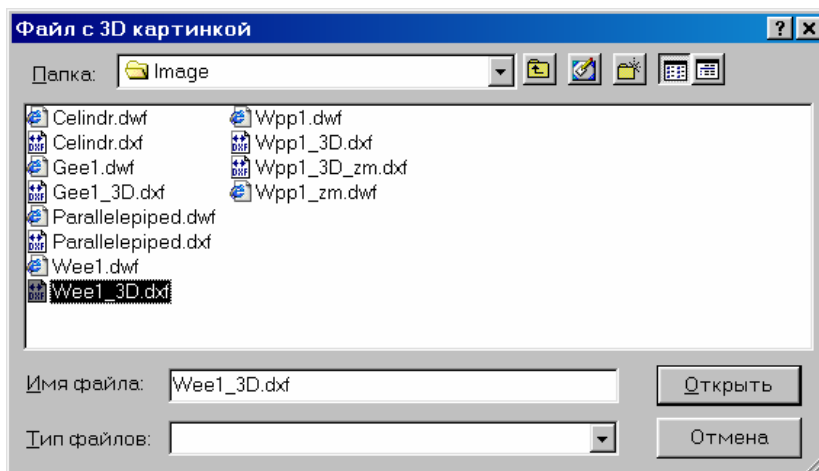 Файл с 3D картинкой
Папка: Image
Celindr.dwf
Celindr.dxf
Gee1.dwf
Gee1_3D.dxf
Parallelepiped.dwf
Parallelepiped.dxf
Wee1.dwf
Wee1_3D.dxf
Wpp1.dwf
Wpp1_3D.dxf
Wpp1_3D_zm.dxf
Wpp1_zm.dwf
Имя файла: Wee1_3D.dxf
Открыть
Тип файлов:
Отмена